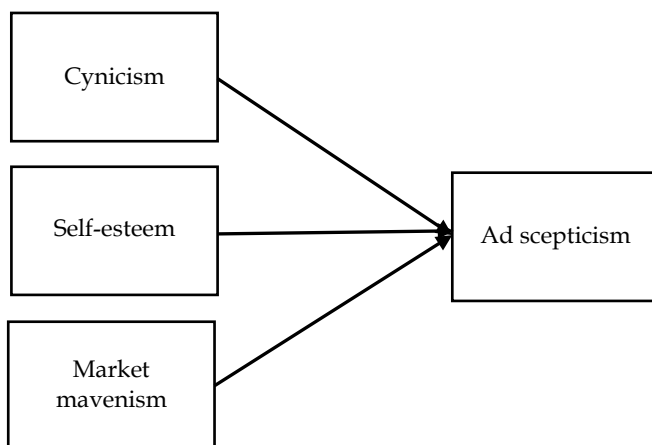 Cynicism
Self-esteem
Ad scepticism
Market
mavenism